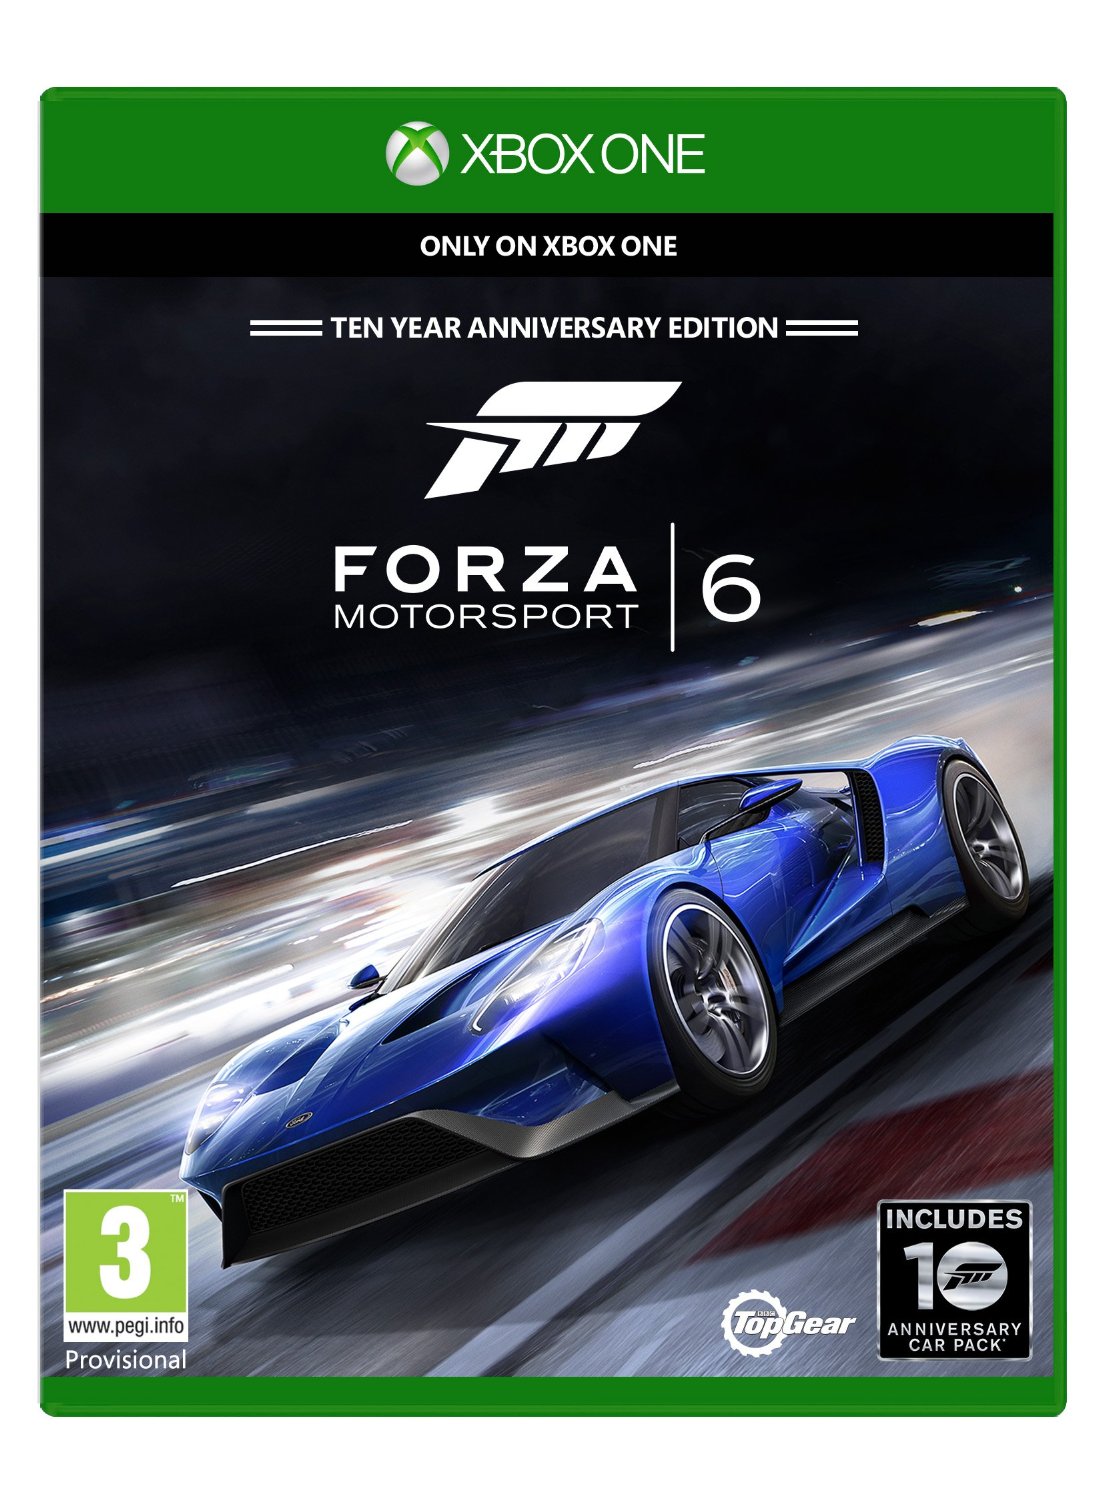 XBOX ONE
ONLY ON XBOX ONE
TEN YEAR ANNIVERSARY EDITION
FORZA
MOTORSPORT
6
3
™
www.pegi.info
Provisional
TopGear
INCLUDES
10
ANNIVERSARY
CAR PACK*